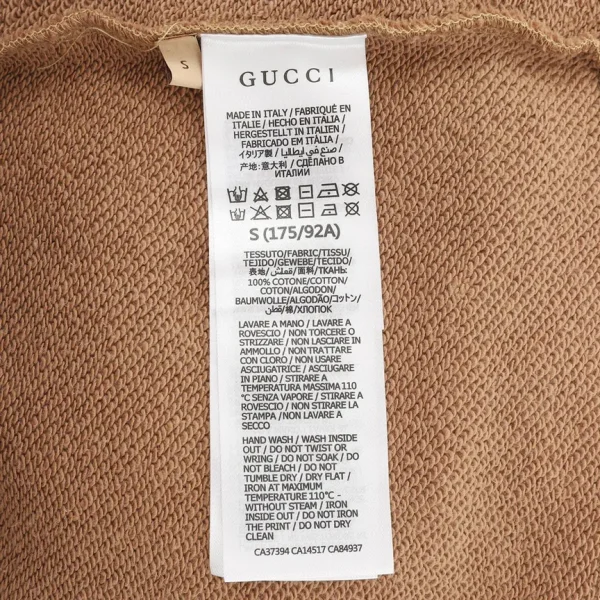 S
GUCCI
MADE IN ITALY / FABRIQUÉ EN
ITALIE / HECHO EN ITALIA /
HERGESTELLT IN ITALIEN /
FABRICADO EM ITÁLIA /
イタリア製 / صنع في إيطاليا /
产地:意大利 / СДЕЛАНО В
ИТАЛИИ
S (175/92A)
TESSUTO/FABRIC/TISSU/
TEJIDO/GEWEBE/TECIDO/
表地/قماش/面料/ТКАНЬ:
100% COTONE/COTTON/
COTON/ALGODON/
BAUMWOLLE/ALGODÃO/コットン/
قطن/棉/ХЛОПОК
LAVARE A MANO / LAVARE A
ROVESCIO / NON TORCERE O
STRIZZARE / NON LASCIARE IN
AMMOLLO / NON TRATTARE
CON CLORO / NON USARE
ASCIUGATRICE / ASCIUGARE
IN PIANO / STIRARE A
TEMPERATURA MASSIMA 110
°C SENZA VAPORE / STIRARE A
ROVESCIO / NON STIRARE LA
STAMPA /NON LAVARE A
SECCO
HAND WASH / WASH INSIDE
OUT / DO NOT TWIST OR
WRING / DO NOT SOAK / DO
NOT BLEACH / DO NOT
TUMBLE DRY / DRY FLAT /
IRON AT MAXIMUM
TEMPERATURE 110°C -
WITHOUT STEAM / IRON
INSIDE OUT / DO NOT IRON
THE PRINT / DO NOT DRY
CLEAN
CA37394 CA14517 CA84937